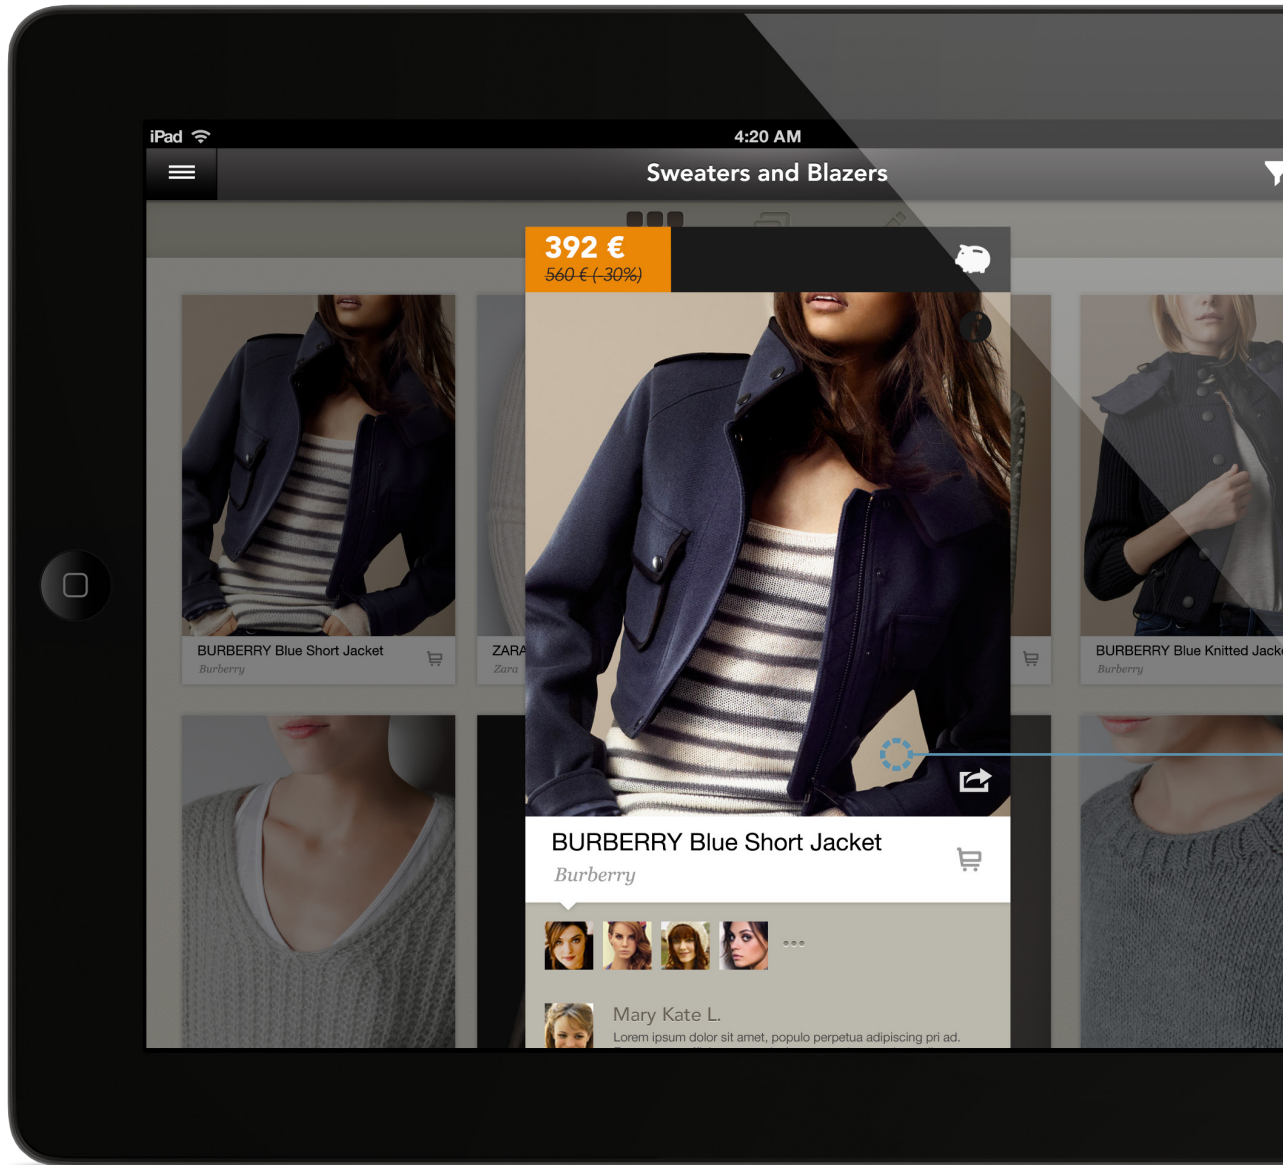 iPad
4:20 AM
Sweaters and Blazers
392 €
560 € (-30%)
BURBERRY Blue Short Jacket
Burberry
ZARA
Zara
BURBERRY Blue Knitted Jacke
Burberry
BURBERRY Blue Short Jacket
Burberry
Mary Kate L.
Lorem ipsum dolor sit amet, populo perpetua adipiscing pri ad.